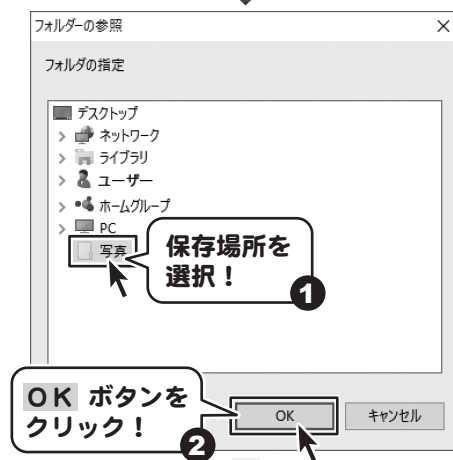 フォルダーの参照
フォルダの指定
デスクトップ
ネットワーク
ライブラリ
ユーザー
ホームグループ
PC
写真
保存場所を
選択！
1
OK ボタンを
クリック！
2
OK
キャンセル